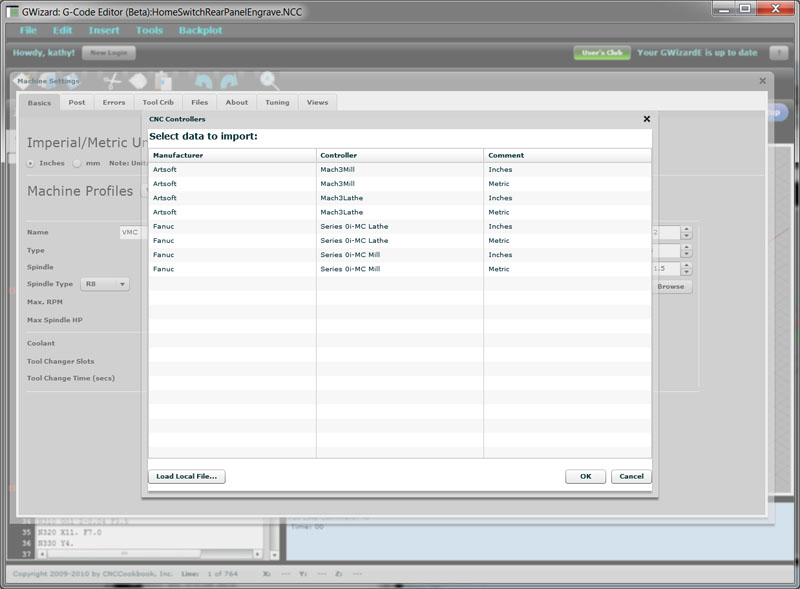 GWizard: G-Code Editor (Beta):HomeSwitchRearPanelEngrave.NCC
File Edit Insert Tools Backplot
Howdy, kathy! New Login User's Club Your GWizardE is up to date
Machine Settings
Basics Post Errors Tool Crib Files About Tuning Views
CNC Controllers
Select data to import:
Manufacturer Controller Comment
Artsoft Mach3Mill Inches
Artsoft Mach3Mill Metric
Artsoft Mach3Lathe Inches
Artsoft Mach3Lathe Metric
Fanuc Series 0i-MC Lathe Inches
Fanuc Series 0i-MC Lathe Metric
Fanuc Series 0i-MC Mill Inches
Fanuc Series 0i-MC Mill Metric
Imperial/Metric Un
Inches mm Note: Unit
Machine Profiles
Name VMC 2
Type
Spindle 1.5
Spindle Type R8 Browse
Max. RPM
Max Spindle HP
Coolant
Tool Changer Slots
Tool Change Time (secs)
Load Local File... OK Cancel
35 N320 X11. F7.0
36 N330 Y4.
37
Copyright 2009-2010 by CNCCookbook, Inc. Line: 1 of 764 X: --- Y: --- Z: ---